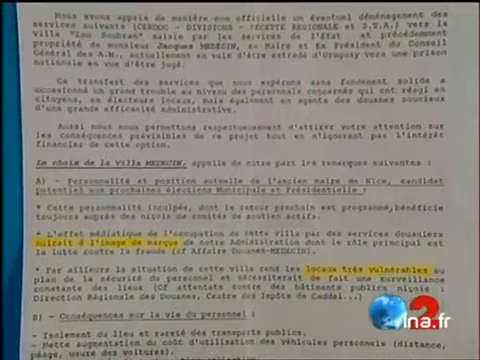 Nous avons appris de manière non officielle un éventuel déménagement des
services suivants (CERDOC - DIVISIONS - RECETTE REGIONALE et D.T.A.) vers la
Villa "Lou Soubran" saisie par les services de l'Etat et précédemment
propriété de monsieur Jacques MEDECIN, ex Maire et Ex Président du Conseil
Général des A.M., actuellement en voie d'être extradé d'Uruguay vers une prison
nationale en vue d'être jugé.
Ce transfert des services que nous espérons sans fondement solide a
occasionné un grand trouble au niveau des personnels concernés qui ont réagi en
citoyens, en électeurs locaux, mais également en agents des douanes soucieux
d'une grande efficacité administrative.
Aussi nous nous permettons respectueusement d'attirer votre attention sur
les conséquences prévisibles de ce projet tout en n'ignorant pas l'intérêt
financier de cette option.
Le choix de la Villa MEDECIN, appelle de notre part les remarques suivantes :
A) - Personnalité et position actuelle de l'ancien maire de Nice, candidat
potentiel aux prochaines élections Municipale et Présidentielle :
* Cette personnalité inculpée, dont le retour prochain est programmé, bénéficie
toujours auprès des niçois de comités de soutien actifs.
* L'effet médiatique de l'occupation de cette villa par des services douaniers
nuirait à l'image de marque de notre Administration dont le rôle principal est
la lutte contre la fraude (cf Affaire Douanes-MEDECIN).
* Par ailleurs la situation de cette villa rend les locaux très vulnérables au
plan de la sécurité du personnel et nécessiterait de fait une surveillance
constante des lieux (Cf attentats contre des bâtiments publics niçois :
Direction Régionale des Douanes, Centre des Impôts de Cadéi...)
B) - Conséquences sur la vie du personnel :
- Isolement du lieu et rareté des transports publics.
- Nette augmentation du coût d'utilisation des véhicules personnels (distance,
péage, usure des voitures).
2
ina.fr